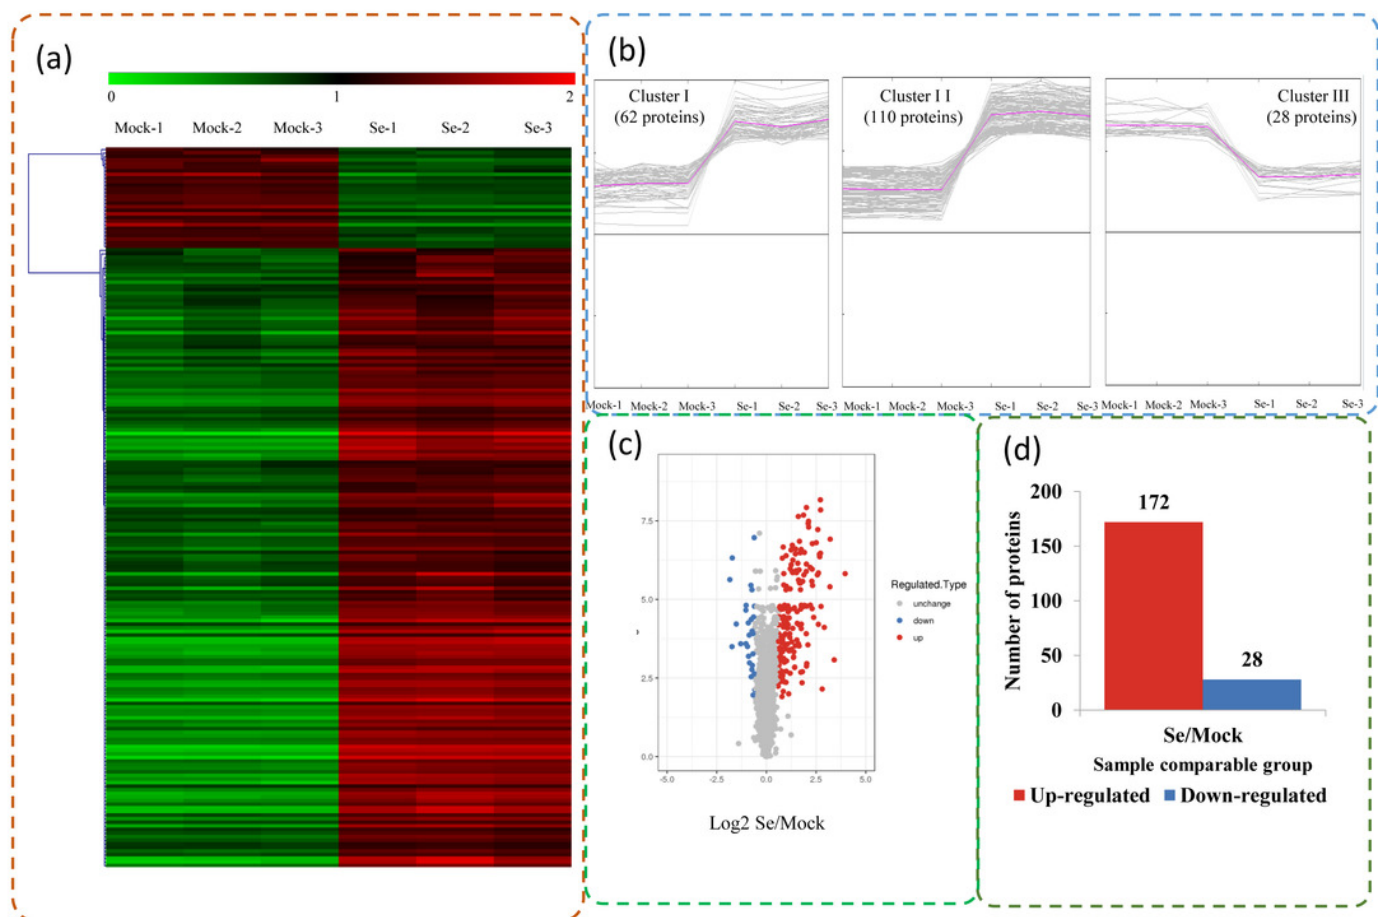 (a)
0 1 2
Mock-1 Mock-2 Mock-3 Se-1 Se-2 Se-3
(b)
Cluster I
(62 proteins)
Cluster I I
(110 proteins)
Cluster III
(28 proteins)
Mock-1 Mock-2 Mock-3 Se-1 Se-2 Se-3
Mock-1 Mock-2 Mock-3 Se-1 Se-2 Se-3
Mock-1 Mock-2 Mock-3 Se-1 Se-2 Se-3
(c)
7.5
5.0
2.5
0.0
-5.0 -2.5 0.0 2.5 5.0
Log2 Se/Mock
Regulated.Type
unchange
down
up
(d)
Number of proteins
200
150
100
50
0
172
28
Se/Mock
Sample comparable group
Up-regulated Down-regulated